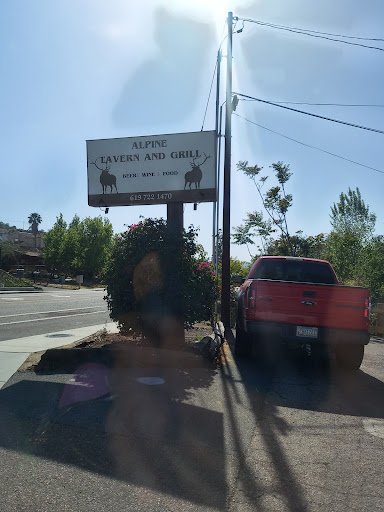 ALPINE
TAVERN AND GRILL
BEER · WINE · FOOD
619 722 1470